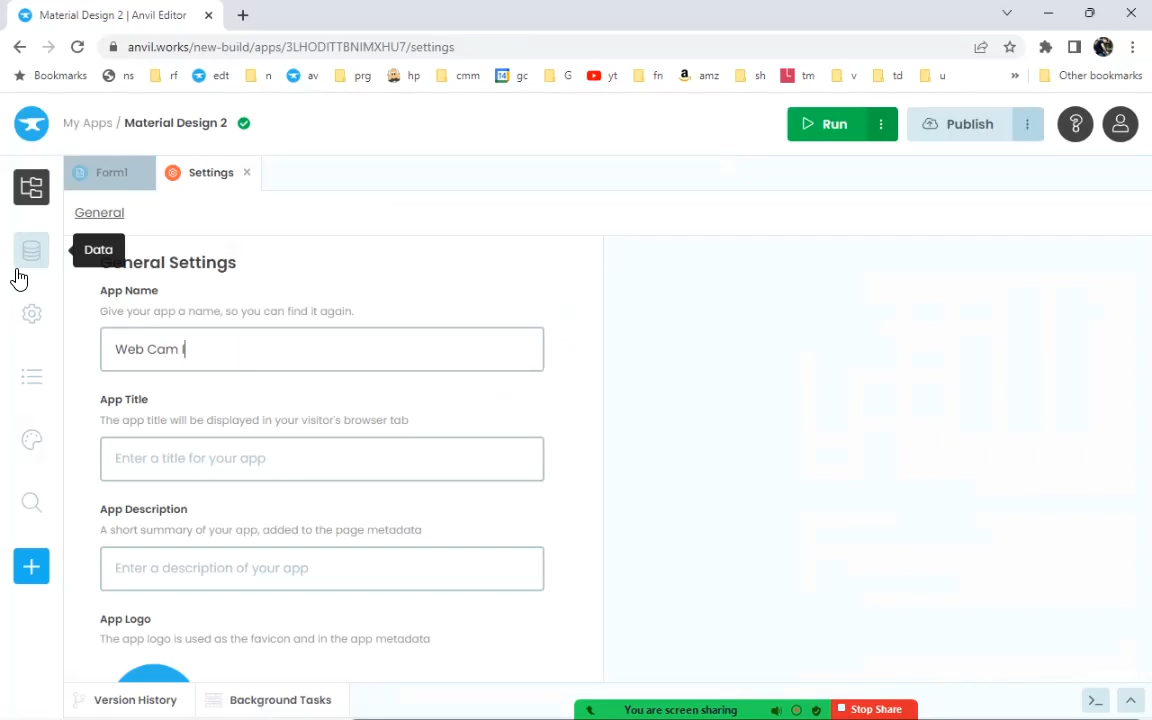 Material Design 2 | Anvil Editor
anvil.works/new-build/apps/3LHODITTBNIMXHU7/settings
Bookmarks ns rf edt n av prg hp cmm gc G yt fn amz sh tm v td u » Other bookmarks
My Apps / Material Design 2
Run
Publish
Form1
Settings
General
Data
General Settings
App Name
Give your app a name, so you can find it again.
Web Cam I
App Title
The app title will be displayed in your visitor's browser tab
Enter a title for your app
App Description
A short summary of your app, added to the page metadata
Enter a description of your app
App Logo
The app logo is used as the favicon and in the app metadata
Version History
Background Tasks
You are screen sharing
Stop Share